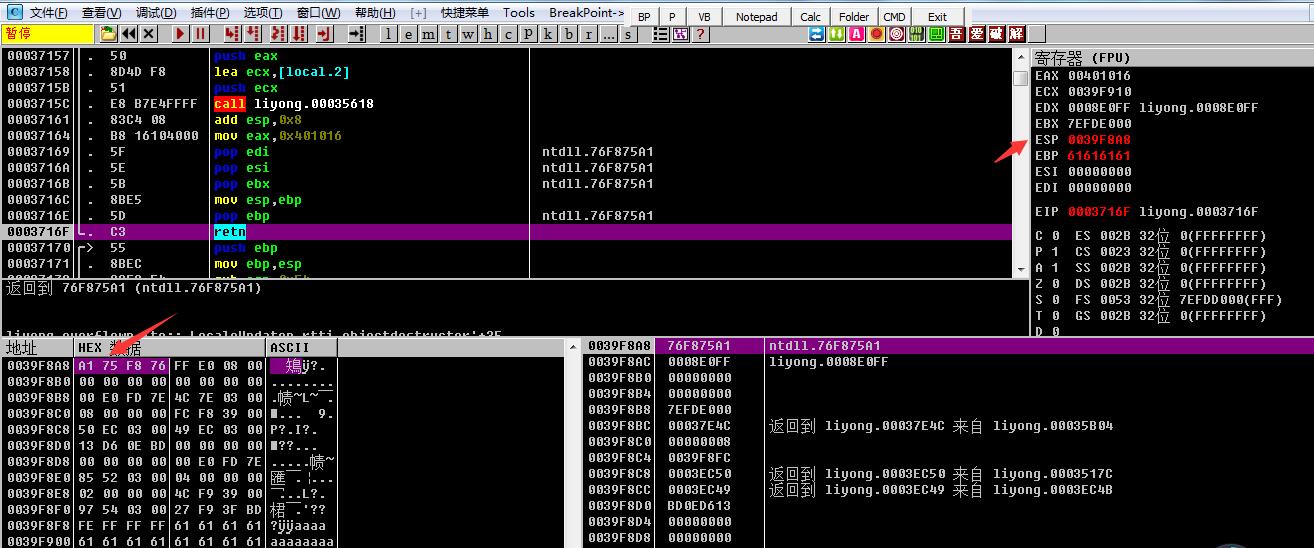 C 文件(F) 查看(V) 调试(D) 插件(P) 选项(T) 窗口(W) 帮助(H) [+] 快捷菜单 Tools BreakPoint-> BP P VB Notepad Calc Folder CMD Exit
暂停 l e m t w h c p k b r ... s ? A 吾 爱 破 解
00037157 . 50 push eax
00037158 . 8D4D F8 lea ecx,[local.2]
0003715B . 51 push ecx
0003715C . E8 B7E4FFFF call liyong.00035618
00037161 . 83C4 08 add esp,0x8
00037164 . B8 16104000 mov eax,0x401016
00037169 . 5F pop edi ntdll.76F875A1
0003716A . 5E pop esi ntdll.76F875A1
0003716B . 5B pop ebx ntdll.76F875A1
0003716C . 8BE5 mov esp,ebp
0003716E . 5D pop ebp ntdll.76F875A1
0003716F . C3 retn
00037170 > 55 push ebp
00037171 . 8BEC mov ebp,esp
返回到 76F875A1 (ntdll.76F875A1)
寄存器 (FPU)
EAX 00401016
ECX 0039F910
EDX 0008E0FF liyong.0008E0FF
EBX 7EFDE000
ESP 0039F8A8
EBP 61616161
ESI 00000000
EDI 00000000
EIP 0003716F liyong.0003716F
C 0 ES 002B 32位 0(FFFFFFFF)
P 1 CS 0023 32位 0(FFFFFFFF)
A 1 SS 002B 32位 0(FFFFFFFF)
Z 0 DS 002B 32位 0(FFFFFFFF)
S 0 FS 0053 32位 7EFDD000(FFF)
T 0 GS 002B 32位 0(FFFFFFFF)
D 0
地址 HEX 数据 ASCII
0039F8A8 A1 75 F8 76 FF E0 08 00
0039F8B0 00 00 00 00 00 00 00 00 ........
0039F8B8 00 E0 FD 7E 4C 7E 03 00
0039F8C0 08 00 00 00 FC F8 39 00
0039F8C8 50 EC 03 00 49 EC 03 00 P?.I?.
0039F8D0 13 D6 0E BD 00 00 00 00
0039F8D8 00 00 00 00 00 E0 FD 7E
0039F8E0 85 52 03 00 04 00 00 00
0039F8E8 02 00 00 00 4C F9 39 00
0039F8F0 97 54 03 00 27 F9 3F BD
0039F8F8 FE FF FF FF 61 61 61 61 ?ÿÿaaaa
0039F900 61 61 61 61 61 61 61 61 aaaaaaaa
0039F8A8 76F875A1 ntdll.76F875A1
0039F8AC 0008E0FF liyong.0008E0FF
0039F8B0 00000000
0039F8B4 00000000
0039F8B8 7EFDE000
0039F8BC 00037E4C 返回到 liyong.00037E4C 来自 liyong.00035B04
0039F8C0 00000008
0039F8C4 0039F8FC
0039F8C8 0003EC50 返回到 liyong.0003EC50 来自 liyong.0003517C
0039F8CC 0003EC49 返回到 liyong.0003EC49 来自 liyong.0003EC4B
0039F8D0 BD0ED613
0039F8D4 00000000
0039F8D8 00000000